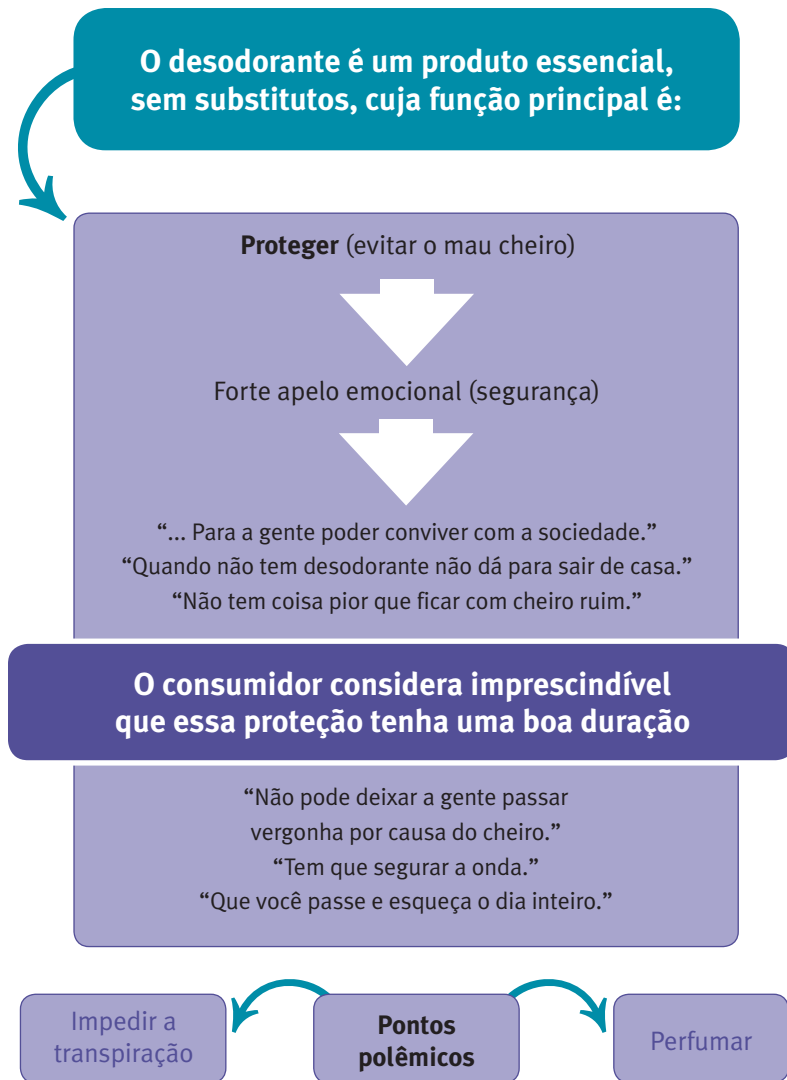 O desodorante é um produto essencial,
sem substitutos, cuja função principal é:
Proteger (evitar o mau cheiro)
Forte apelo emocional (segurança)
“... Para a gente poder conviver com a sociedade.”
“Quando não tem desodorante não dá para sair de casa.”
“Não tem coisa pior que ficar com cheiro ruim.”
O consumidor considera imprescindível
que essa proteção tenha uma boa duração
“Não pode deixar a gente passar
vergonha por causa do cheiro.”
“Tem que segurar a onda.”
“Que você passe e esqueça o dia inteiro.”
Impedir a
transpiração
Pontos
polêmicos
Perfumar